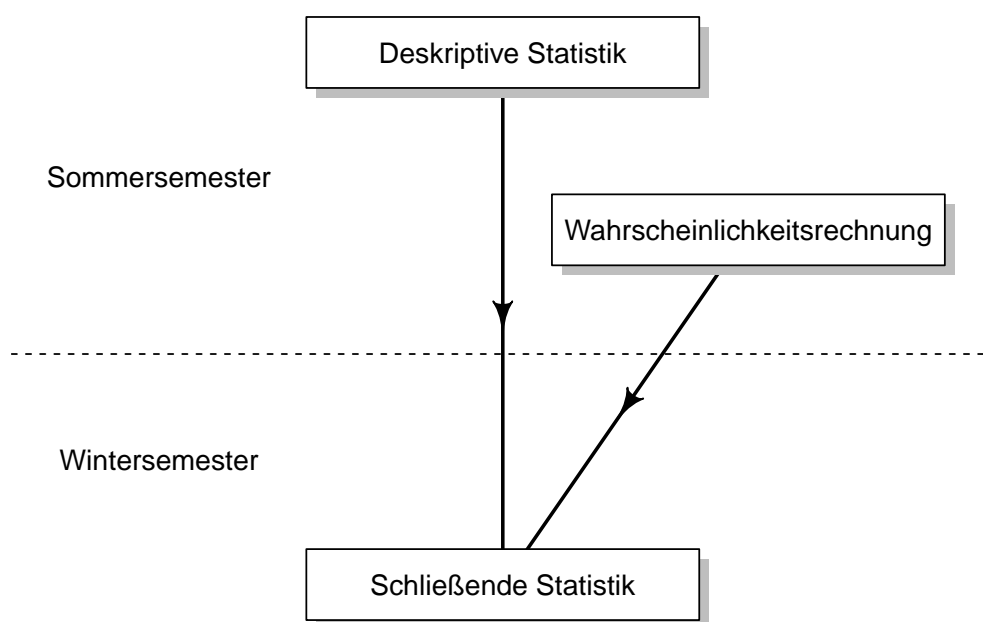 Deskriptive Statistik
Sommersemester
Wahrscheinlichkeitsrechnung
Wintersemester
Schließende Statistik